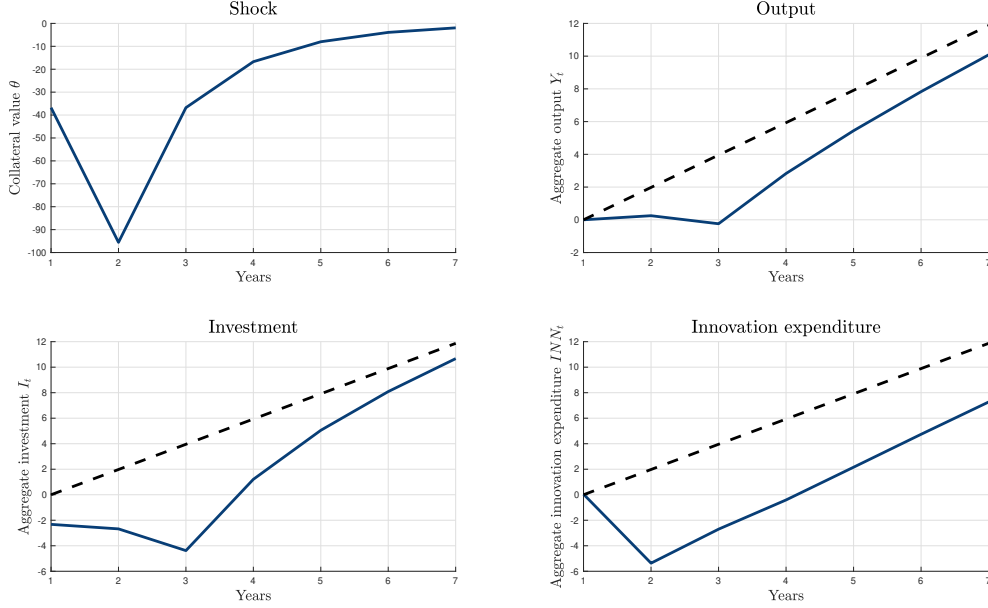 Shock
Collateral value θ
0
-10
-20
-30
-40
-50
-60
-70
-80
-90
-100
1 2 3 4 5 6 7
Years
Output
Aggregate output Y_t
12
10
8
6
4
2
0
-2
1 2 3 4 5 6 7
Years
Investment
Aggregate investment I_t
12
10
8
6
4
2
0
-2
-4
-6
1 2 3 4 5 6 7
Years
Innovation expenditure
Aggregate innovation expenditure INN_t
12
10
8
6
4
2
0
-2
-4
-6
1 2 3 4 5 6 7
Years